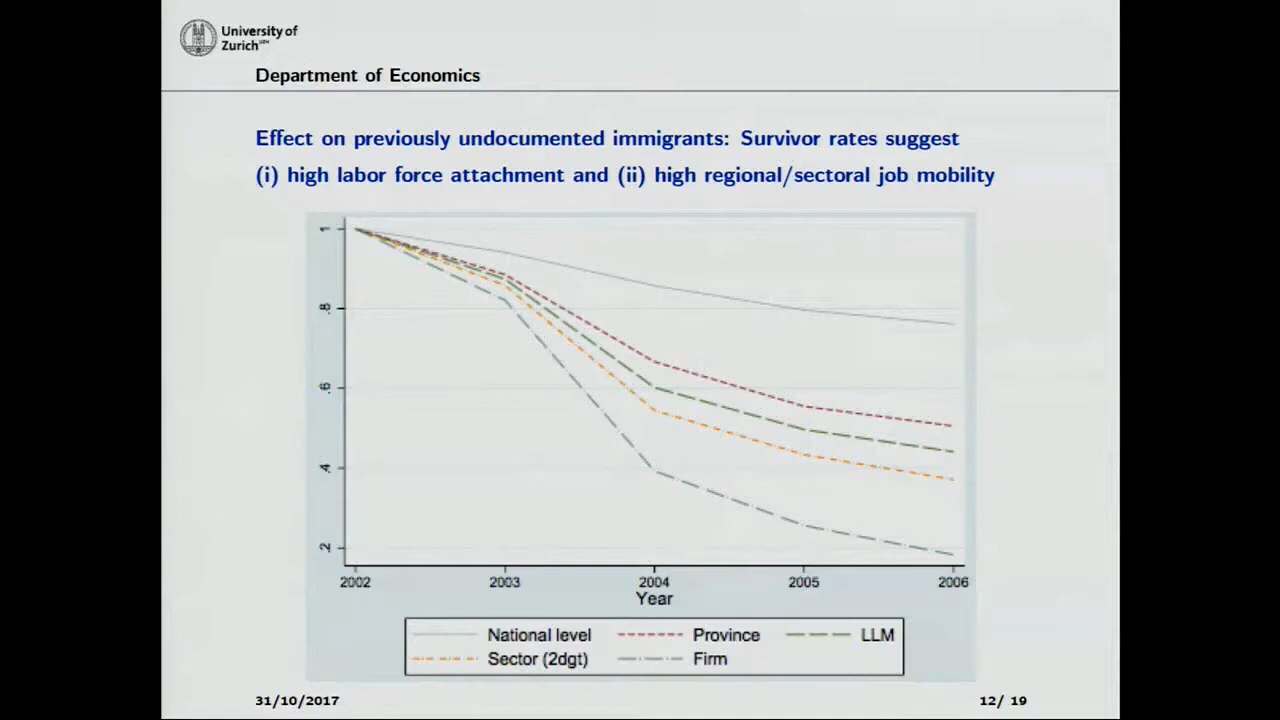 University of
Zurich UZH
Department of Economics
Effect on previously undocumented immigrants: Survivor rates suggest
(i) high labor force attachment and (ii) high regional/sectoral job mobility
1
.8
.6
.4
.2
2002 2003 2004 2005 2006
Year
National level Province LLM
Sector (2dgt) Firm
31/10/2017 12/ 19